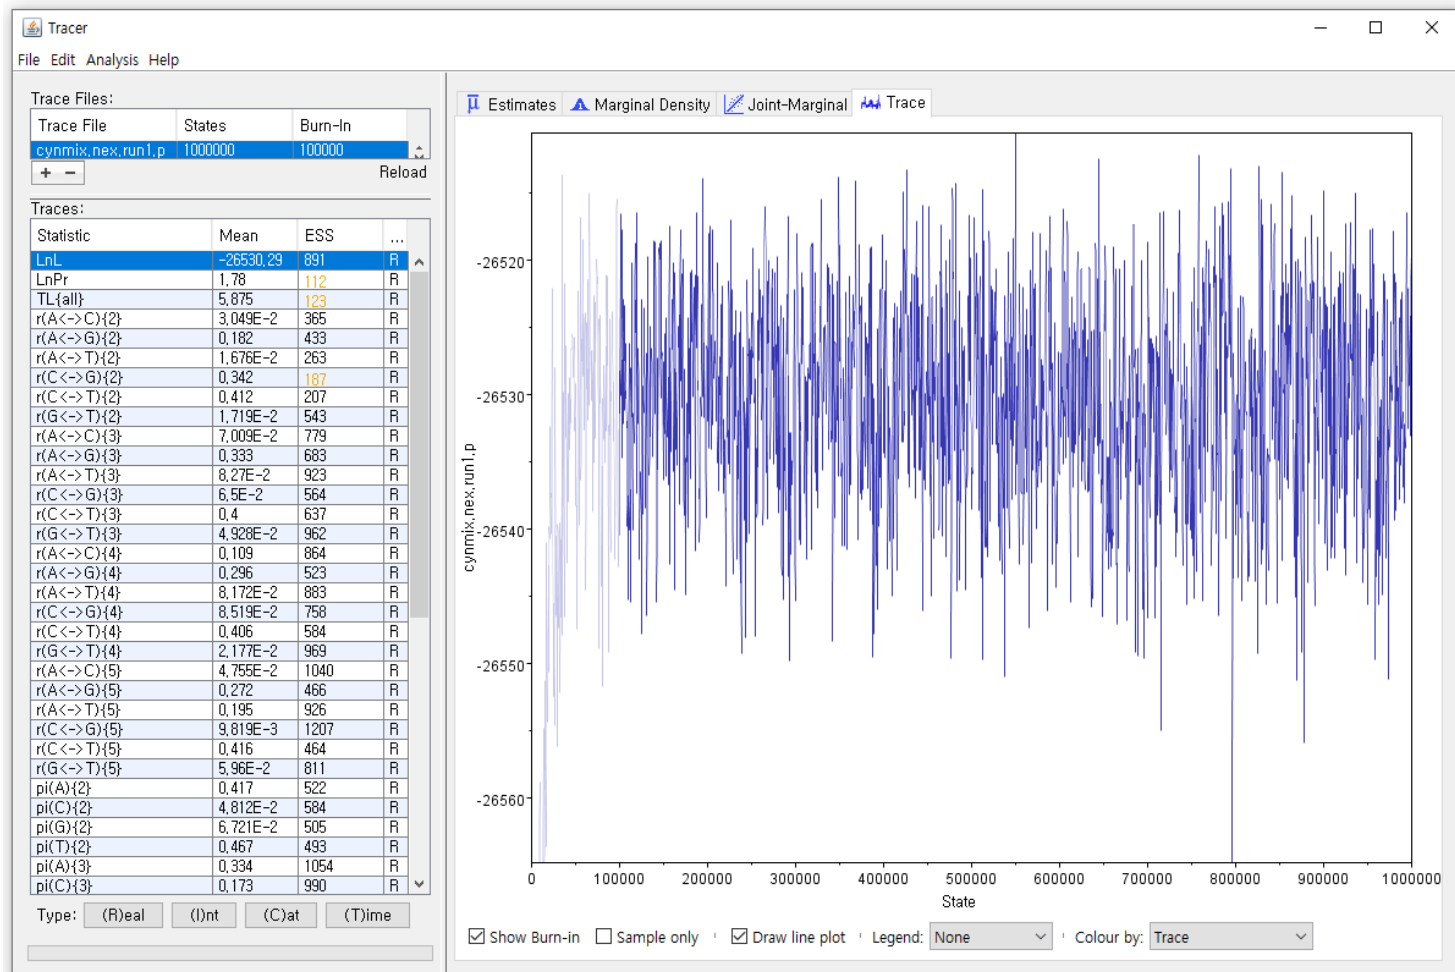 Tracer
File Edit Analysis Help
Trace Files:
Trace File States Burn-In
cynmix,nex,run1,p 1000000 100000
+ - Reload
Traces:
Statistic Mean ESS ...
LnL -26530,29 891 R
LnPr 1,78 112 R
TL{all} 5,875 123 R
r(A<->C){2} 3,049E-2 365 R
r(A<->G){2} 0,182 433 R
r(A<->T){2} 1,676E-2 263 R
r(C<->G){2} 0,342 187 R
r(C<->T){2} 0,412 207 R
r(G<->T){2} 1,719E-2 543 R
r(A<->C){3} 7,009E-2 779 R
r(A<->G){3} 0,333 683 R
r(A<->T){3} 8,27E-2 923 R
r(C<->G){3} 6,5E-2 564 R
r(C<->T){3} 0,4 637 R
r(G<->T){3} 4,928E-2 962 R
r(A<->C){4} 0,109 864 R
r(A<->G){4} 0,296 523 R
r(A<->T){4} 8,172E-2 883 R
r(C<->G){4} 8,519E-2 758 R
r(C<->T){4} 0,406 584 R
r(G<->T){4} 2,177E-2 969 R
r(A<->C){5} 4,755E-2 1040 R
r(A<->G){5} 0,272 466 R
r(A<->T){5} 0,195 926 R
r(C<->G){5} 9,819E-3 1207 R
r(C<->T){5} 0,416 464 R
r(G<->T){5} 5,96E-2 811 R
pi(A){2} 0,417 522 R
pi(C){2} 4,812E-2 584 R
pi(G){2} 6,721E-2 505 R
pi(T){2} 0,467 493 R
pi(A){3} 0,334 1054 R
pi(C){3} 0,173 990 R
Type: (R)eal (I)nt (C)at (T)ime
Estimates Marginal Density Joint-Marginal Trace
-26520
-26530
-26540
-26550
-26560
cynmix,nex,run1,p
0 100000 200000 300000 400000 500000 600000 700000 800000 900000 1000000
State
Show Burn-in Sample only Draw line plot Legend: None Colour by: Trace